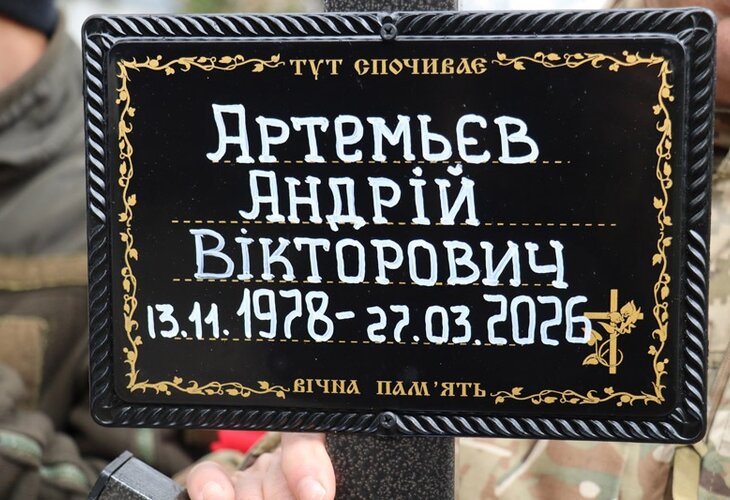 ТУТ СПОЧИВАЄ
АРТЕМЬЄВ
АНДРІЙ
ВІКТОРОВИЧ
13.11.1978-27.03.2026
ВІЧНА ПАМ'ЯТЬ